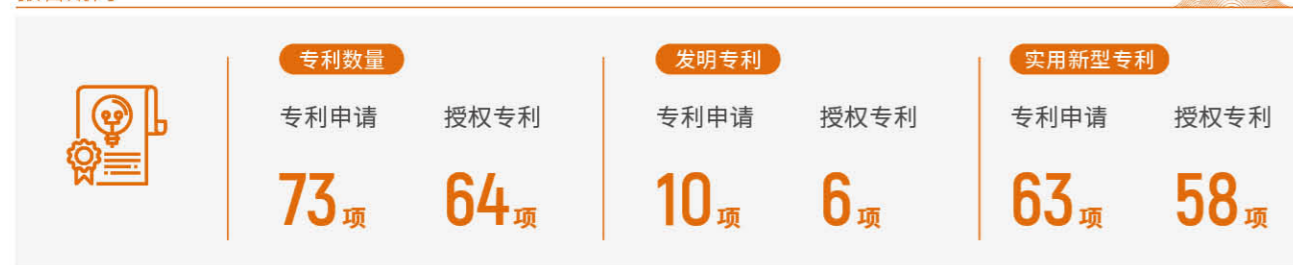 专利数量
专利申请 授权专利
73项 64项
发明专利
专利申请 授权专利
10项 6项
实用新型专利
专利申请 授权专利
63项 58项